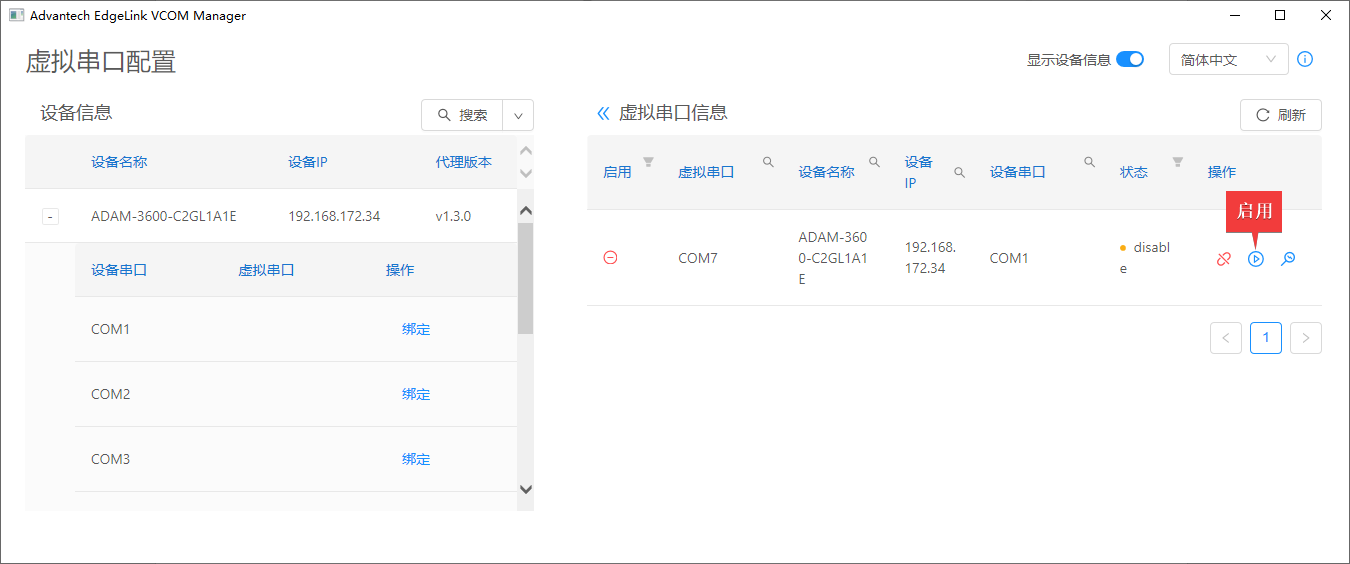 Advantech EdgeLink VCOM Manager
虚拟串口配置
显示设备信息
简体中文
设备信息
搜索
设备名称 设备IP 代理版本
- ADAM-3600-C2GL1A1E 192.168.172.34 v1.3.0
设备串口 虚拟串口 操作
COM1 绑定
COM2 绑定
COM3 绑定
虚拟串口信息
刷新
启用 虚拟串口 设备名称 设备
IP 设备串口 状态 操作
启用
COM7 ADAM-360
0-C2GL1A1
E 192.168.
172.34 COM1 disabl
e
< 1 >